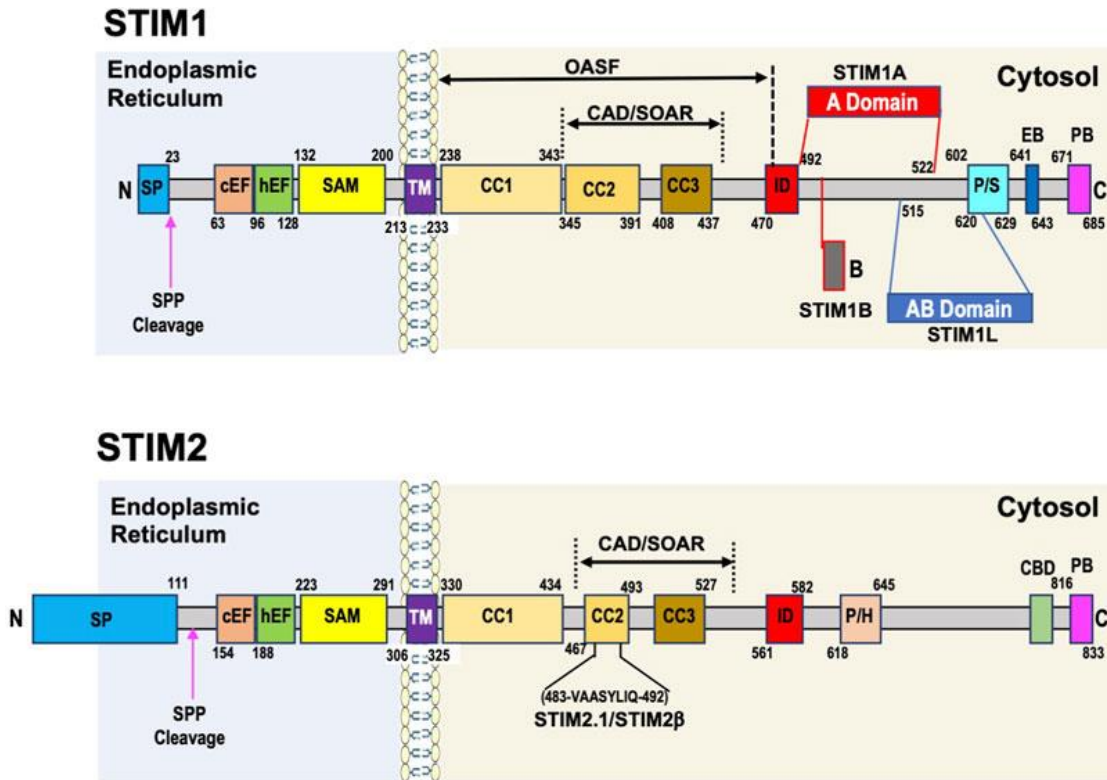 STIM1
Endoplasmic
Reticulum
Cytosol
OASF
CAD/SOAR
STIM1A
A Domain
23 132 200 238 343 492 522 602 641 671
EB PB
N SP cEF hEF SAM TM CC1 CC2 CC3 ID P/S C
63 96 128 213 233 345 391 408 437 470 515 620 629 643 685
SPP
Cleavage
B
STIM1B
AB Domain
STIM1L
STIM2
Endoplasmic
Reticulum
Cytosol
CAD/SOAR
111 223 291 330 434 493 527 582 645 816
CBD PB
N SP cEF hEF SAM TM CC1 CC2 CC3 ID P/H C
154 188 306 325 467 561 618 833
(483-VAASYLIQ-492)
STIM2.1/STIM2β
SPP
Cleavage